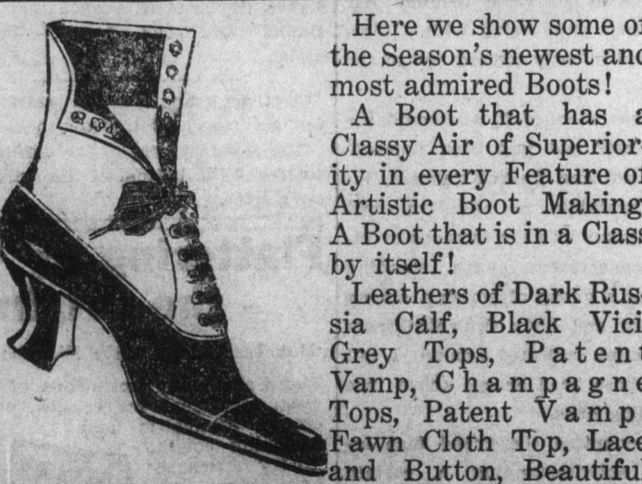 Here we show some of
the Season's newest and
most admired Boots!
A Boot that has a
Classy Air of Superior-
ity in every Feature of
Artistic Boot Making!
A Boot that is in a Class
by itself!
Leathers of Dark Rus-
sia Calf, Black Vici
Grey Tops, Patent
Vamp, Champagne
Tops, Patent Vamp,
Fawn Cloth Top, Lace
and Button, Beautiful